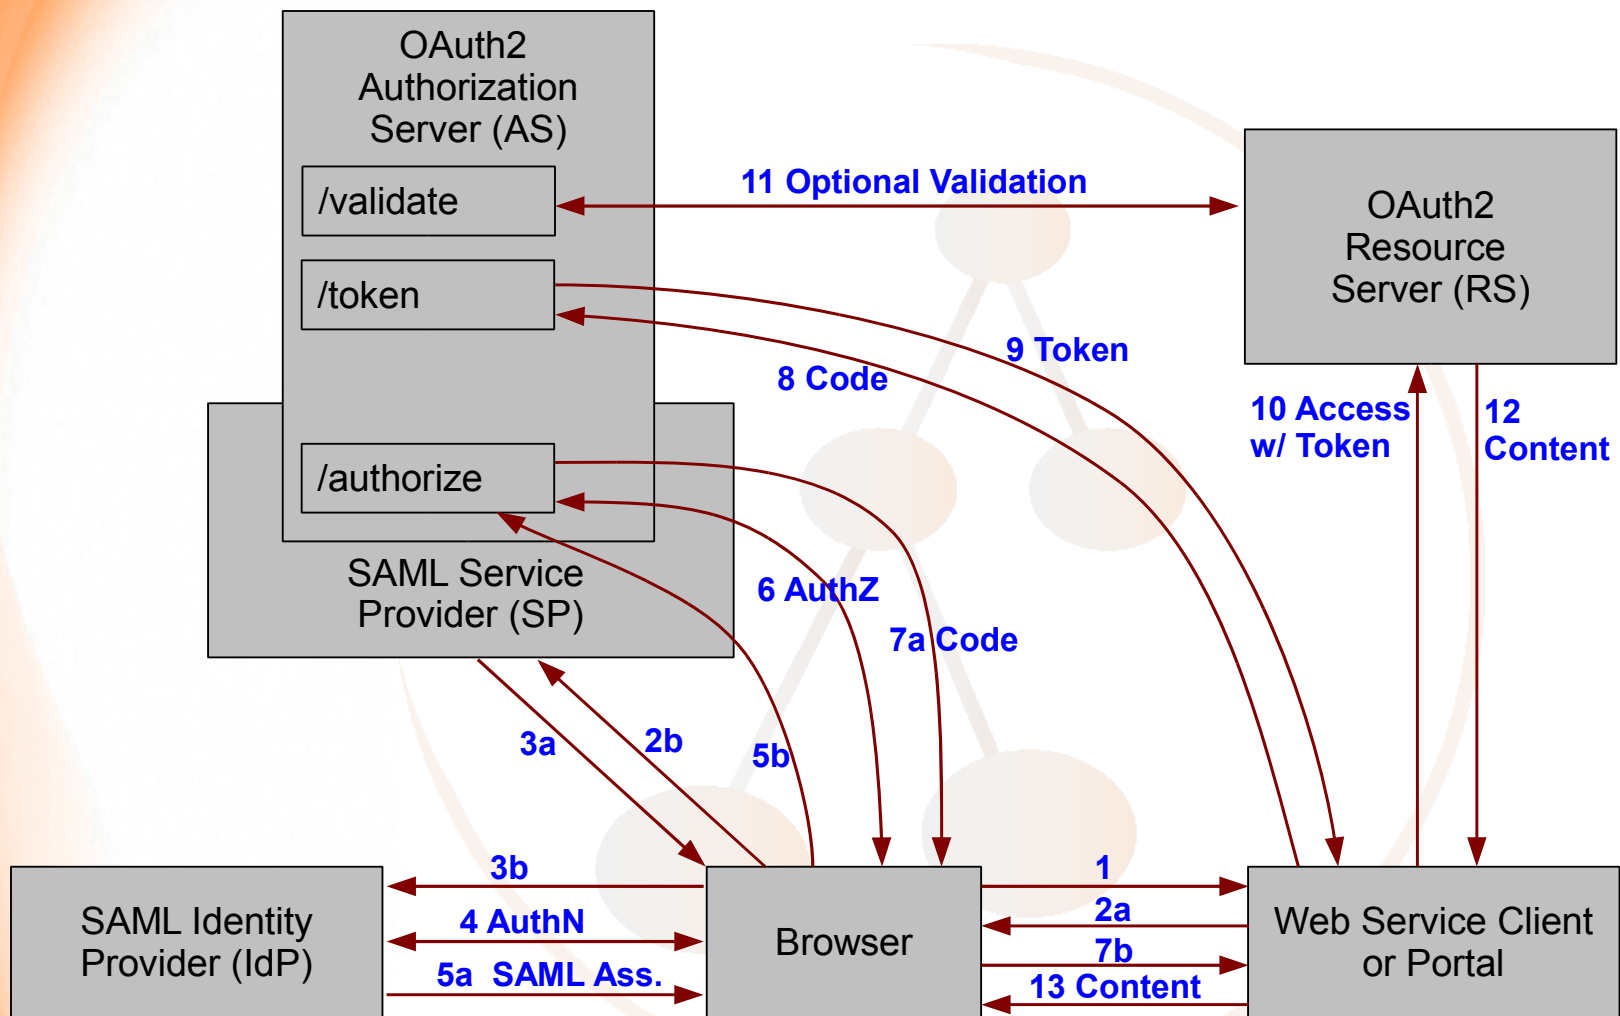 OAuth2
Authorization
Server (AS)
/validate
11 Optional Validation
OAuth2
Resource
Server (RS)
/token
9 Token
8 Code
10 Access
w/ Token
12
Content
/authorize
SAML Service
Provider (SP)
6 AuthZ
7a Code
3a
2b
5b
3b
4 AuthN
5a SAML Ass.
SAML Identity
Provider (IdP)
Browser
1
2a
7b
13 Content
Web Service Client
or Portal